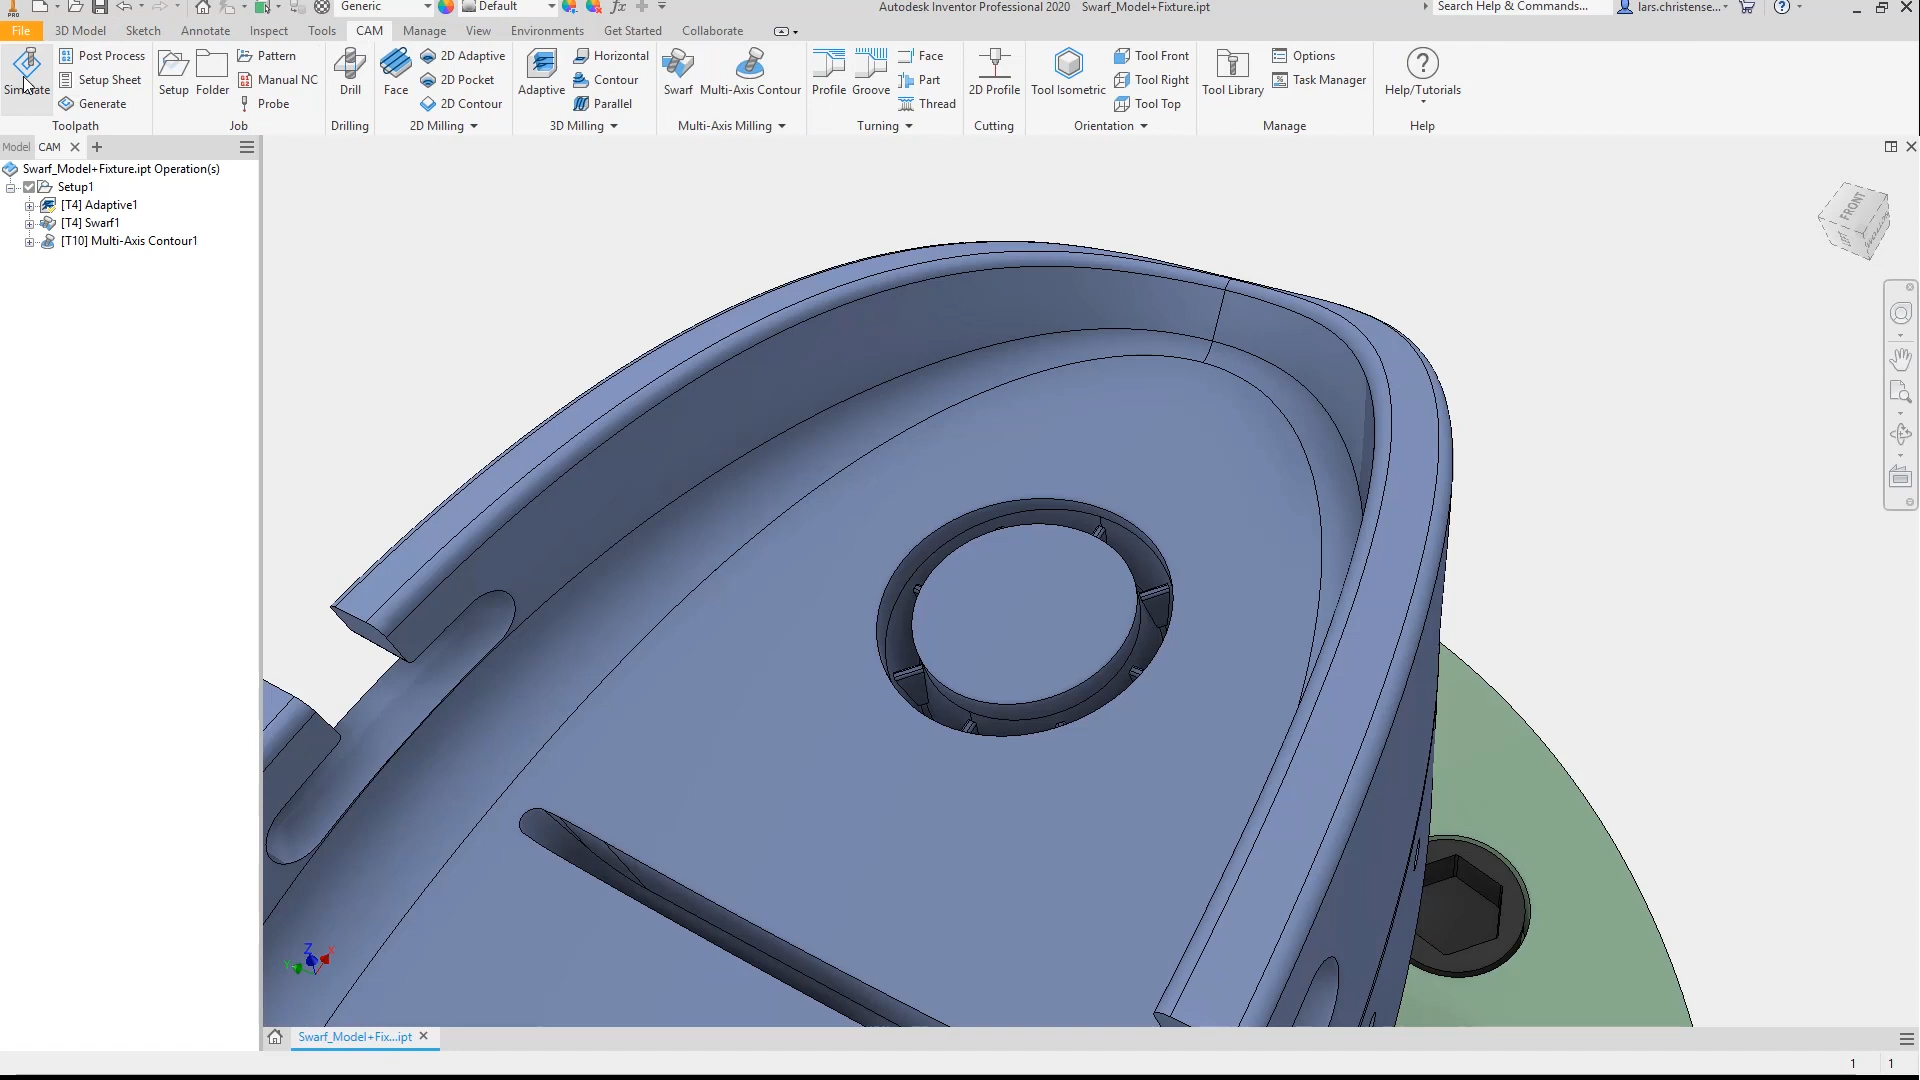 PRO Generic Default fx Autodesk Inventor Professional 2020 Swarf_Model+Fixture.ipt Search Help & Commands... lars.christense...
File 3D Model Sketch Annotate Inspect Tools CAM Manage View Environments Get Started Collaborate
Post Process Pattern 2D Adaptive Horizontal Face Tool Front Options
Simulate Setup Sheet Setup Folder Manual NC Drill Face 2D Pocket Adaptive Contour Swarf Multi-Axis Contour Profile Groove Part 2D Profile Tool Isometric Tool Right Tool Library Task Manager Help/Tutorials
Generate Probe 2D Contour Parallel Thread Tool Top
Toolpath Job Drilling 2D Milling 3D Milling Multi-Axis Milling Turning Cutting Orientation Manage Help
Model CAM
Swarf_Model+Fixture.ipt Operation(s)
Setup1
[T4] Adaptive1
[T4] Swarf1
[T10] Multi-Axis Contour1
FRONT
Z X Y
Swarf_Model+Fix...ipt
1 1